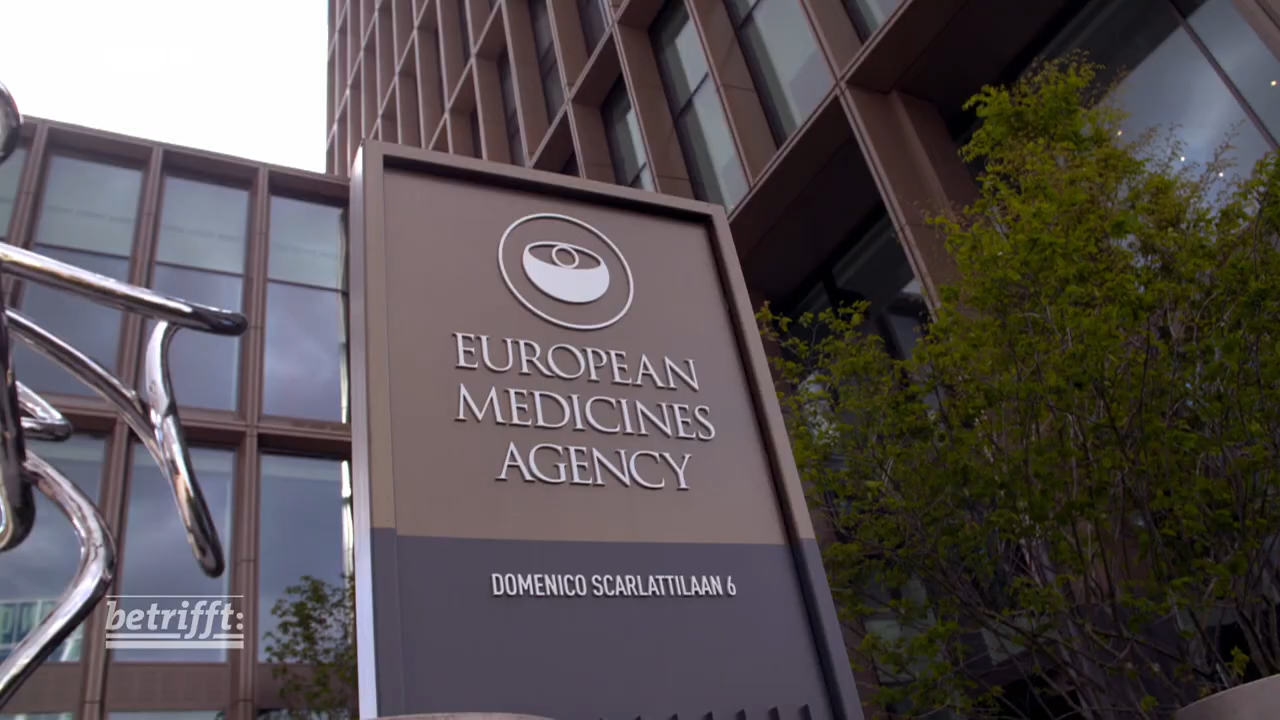 EUROPEAN
MEDICINES
AGENCY
DOMENICO SCARLATTILAAN 6
betrifft: